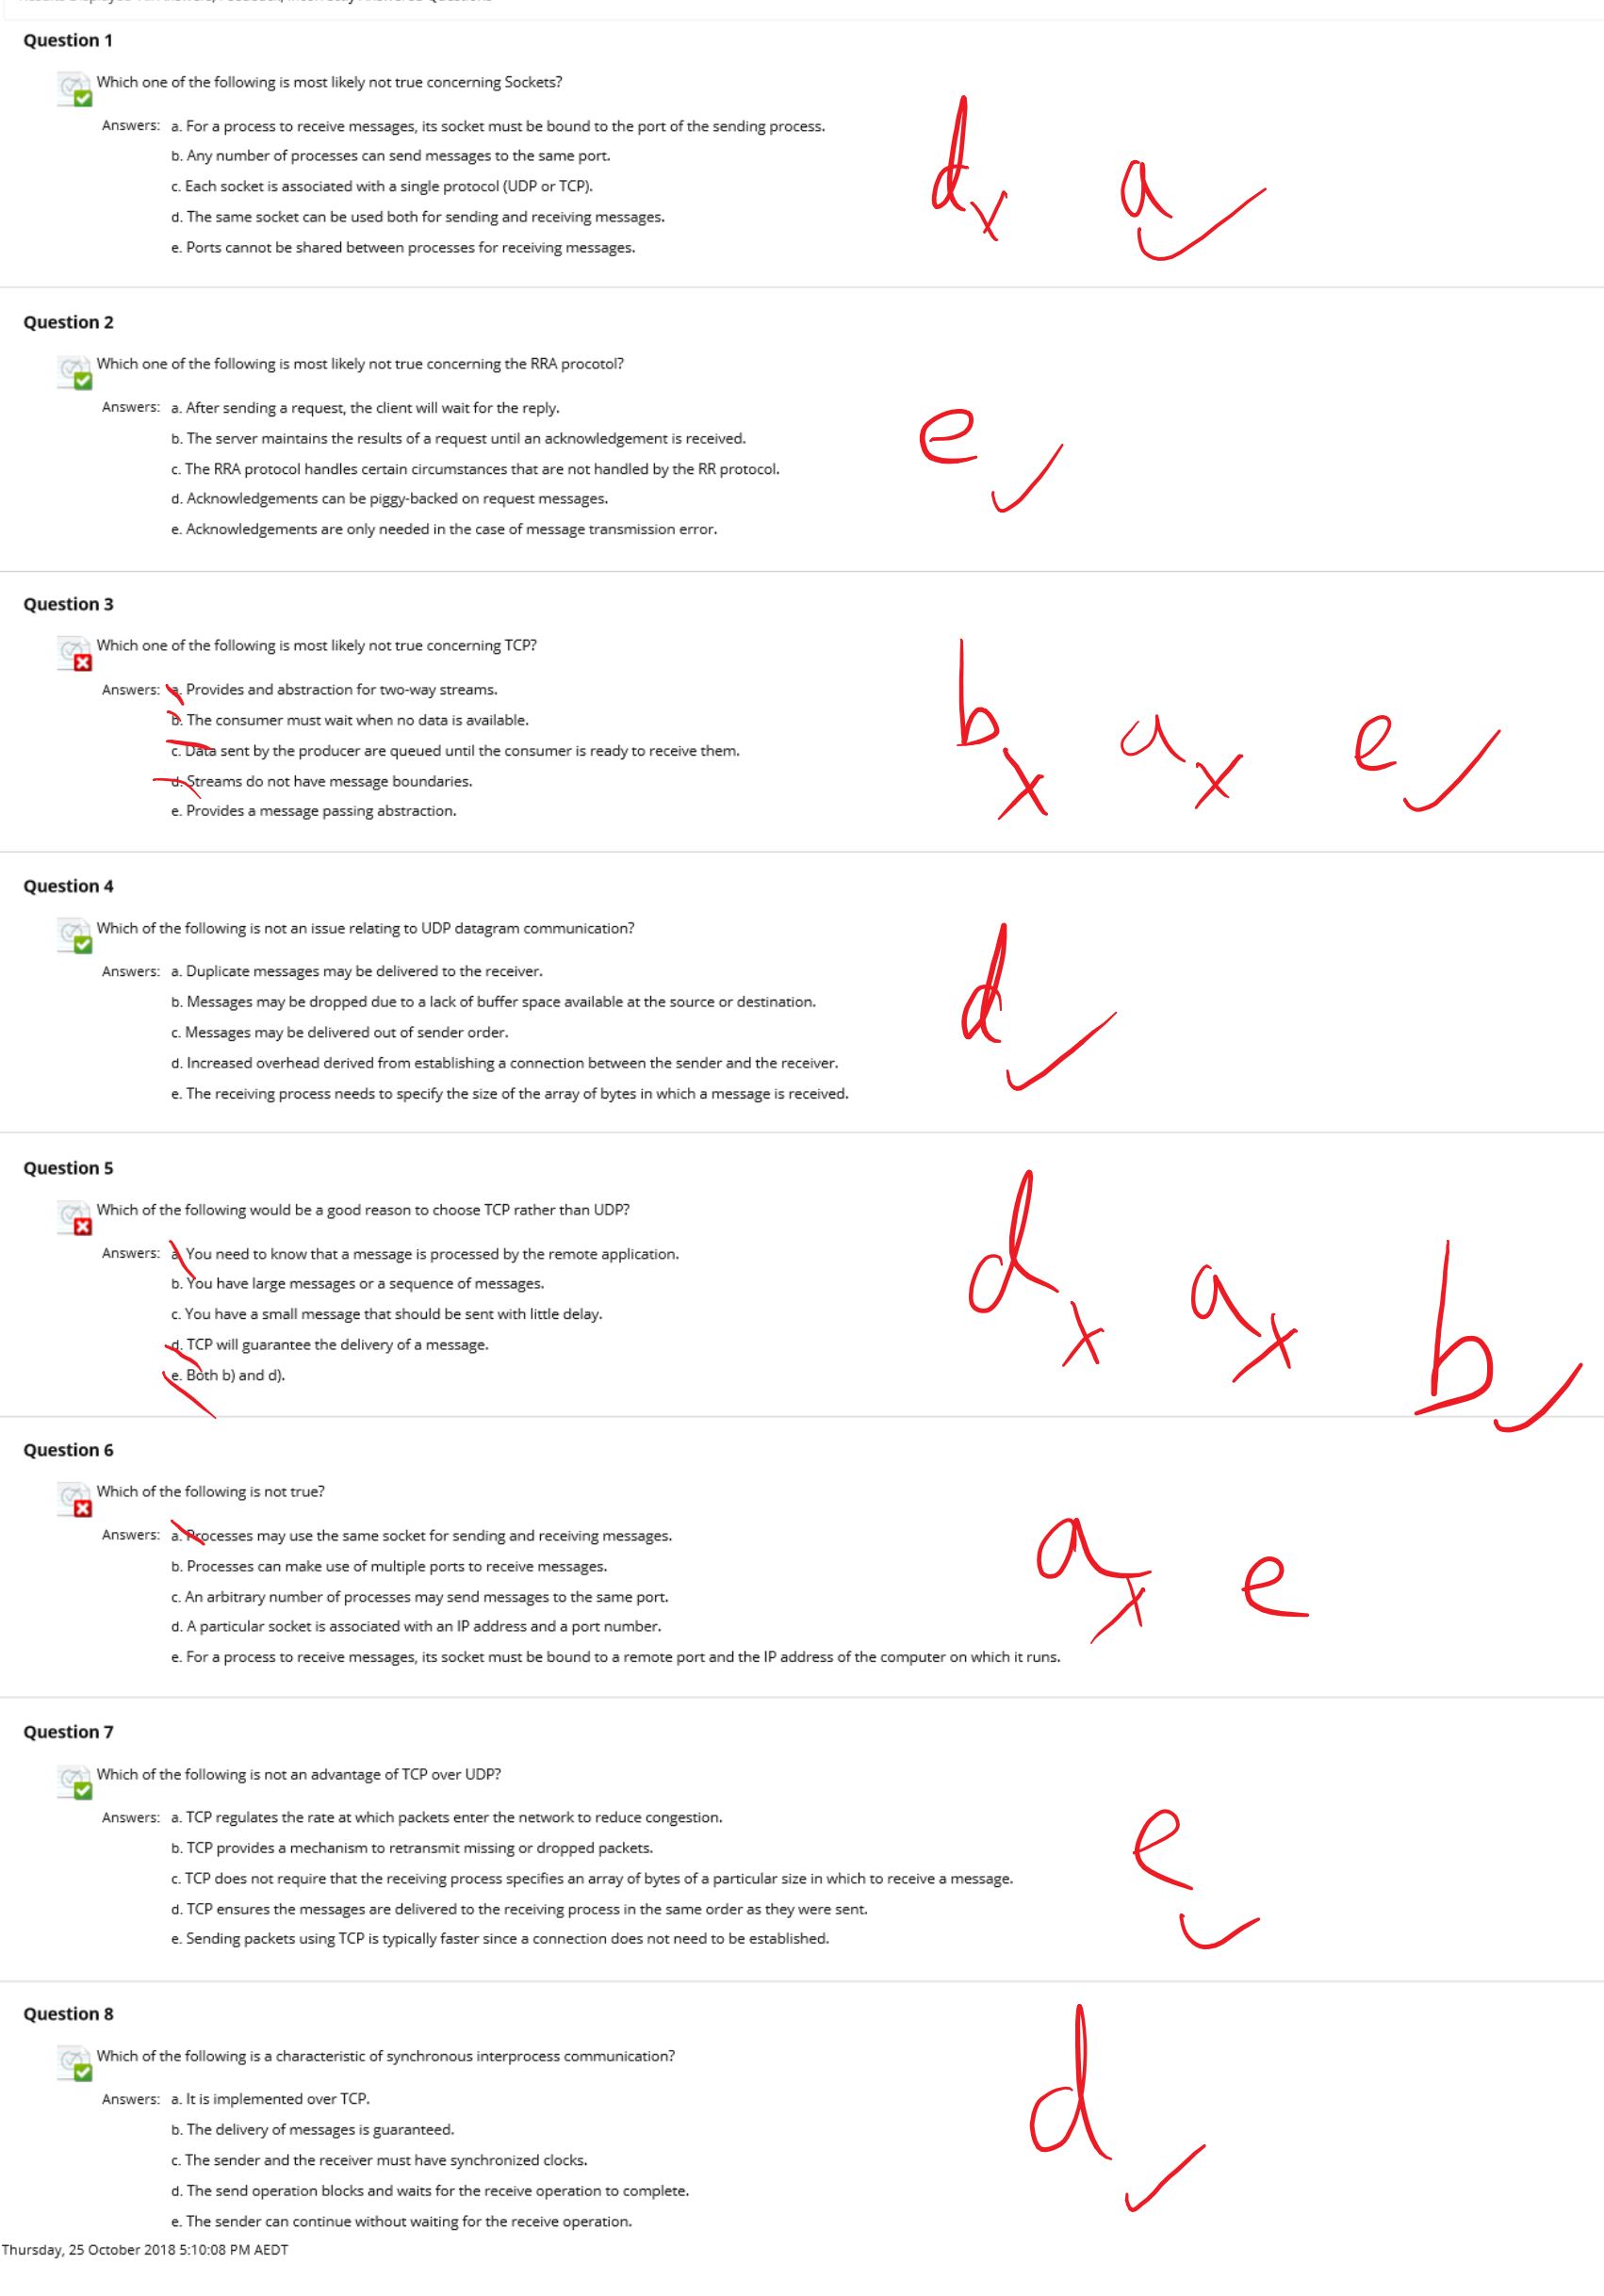 Question 1
Which one of the following is most likely not true concerning Sockets?
Answers: a. For a process to receive messages, its socket must be bound to the port of the sending process.
b. Any number of processes can send messages to the same port.
c. Each socket is associated with a single protocol (UDP or TCP).
d. The same socket can be used both for sending and receiving messages.
e. Ports cannot be shared between processes for receiving messages.
d x a
Question 2
Which one of the following is most likely not true concerning the RRA procotol?
Answers: a. After sending a request, the client will wait for the reply.
b. The server maintains the results of a request until an acknowledgement is received.
c. The RRA protocol handles certain circumstances that are not handled by the RR protocol.
d. Acknowledgements can be piggy-backed on request messages.
e. Acknowledgements are only needed in the case of message transmission error.
e
Question 3
Which one of the following is most likely not true concerning TCP?
Answers: a. Provides and abstraction for two-way streams.
b. The consumer must wait when no data is available.
c. Data sent by the producer are queued until the consumer is ready to receive them.
d. Streams do not have message boundaries.
e. Provides a message passing abstraction.
b x a x e
Question 4
Which of the following is not an issue relating to UDP datagram communication?
Answers: a. Duplicate messages may be delivered to the receiver.
b. Messages may be dropped due to a lack of buffer space available at the source or destination.
c. Messages may be delivered out of sender order.
d. Increased overhead derived from establishing a connection between the sender and the receiver.
e. The receiving process needs to specify the size of the array of bytes in which a message is received.
d
Question 5
Which of the following would be a good reason to choose TCP rather than UDP?
Answers: a. You need to know that a message is processed by the remote application.
b. You have large messages or a sequence of messages.
c. You have a small message that should be sent with little delay.
d. TCP will guarantee the delivery of a message.
e. Both b) and d).
d x a x b
Question 6
Which of the following is not true?
Answers: a. Processes may use the same socket for sending and receiving messages.
b. Processes can make use of multiple ports to receive messages.
c. An arbitrary number of processes may send messages to the same port.
d. A particular socket is associated with an IP address and a port number.
e. For a process to receive messages, its socket must be bound to a remote port and the IP address of the computer on which it runs.
a x e
Question 7
Which of the following is not an advantage of TCP over UDP?
Answers: a. TCP regulates the rate at which packets enter the network to reduce congestion.
b. TCP provides a mechanism to retransmit missing or dropped packets.
c. TCP does not require that the receiving process specifies an array of bytes of a particular size in which to receive a message.
d. TCP ensures the messages are delivered to the receiving process in the same order as they were sent.
e. Sending packets using TCP is typically faster since a connection does not need to be established.
e
Question 8
Which of the following is a characteristic of synchronous interprocess communication?
Answers: a. It is implemented over TCP.
b. The delivery of messages is guaranteed.
c. The sender and the receiver must have synchronized clocks.
d. The send operation blocks and waits for the receive operation to complete.
e. The sender can continue without waiting for the receive operation.
d
Thursday, 25 October 2018 5:10:08 PM AEDT